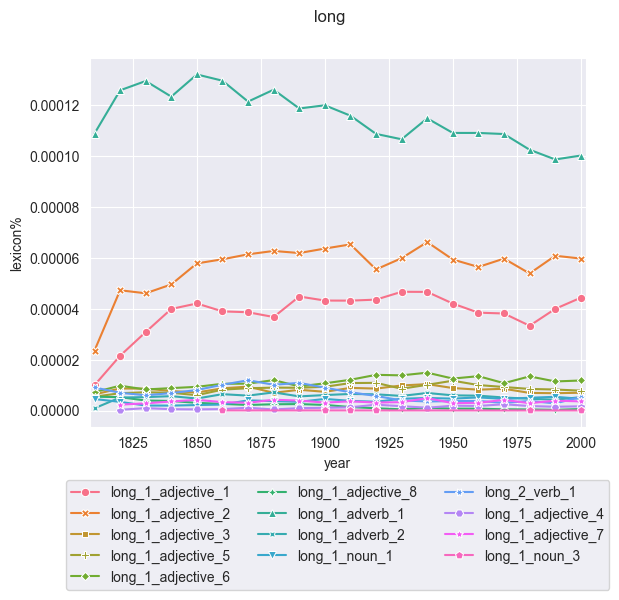 long
0.00012
0.00010
0.00008
0.00006
0.00004
0.00002
0.00000
lexicon%
1825 1850 1875 1900 1925 1950 1975 2000
year
long_1_adjective_1 long_1_adjective_8 long_2_verb_1
long_1_adjective_2 long_1_adverb_1 long_1_adjective_4
long_1_adjective_3 long_1_adverb_2 long_1_adjective_7
long_1_adjective_5 long_1_noun_1 long_1_noun_3
long_1_adjective_6